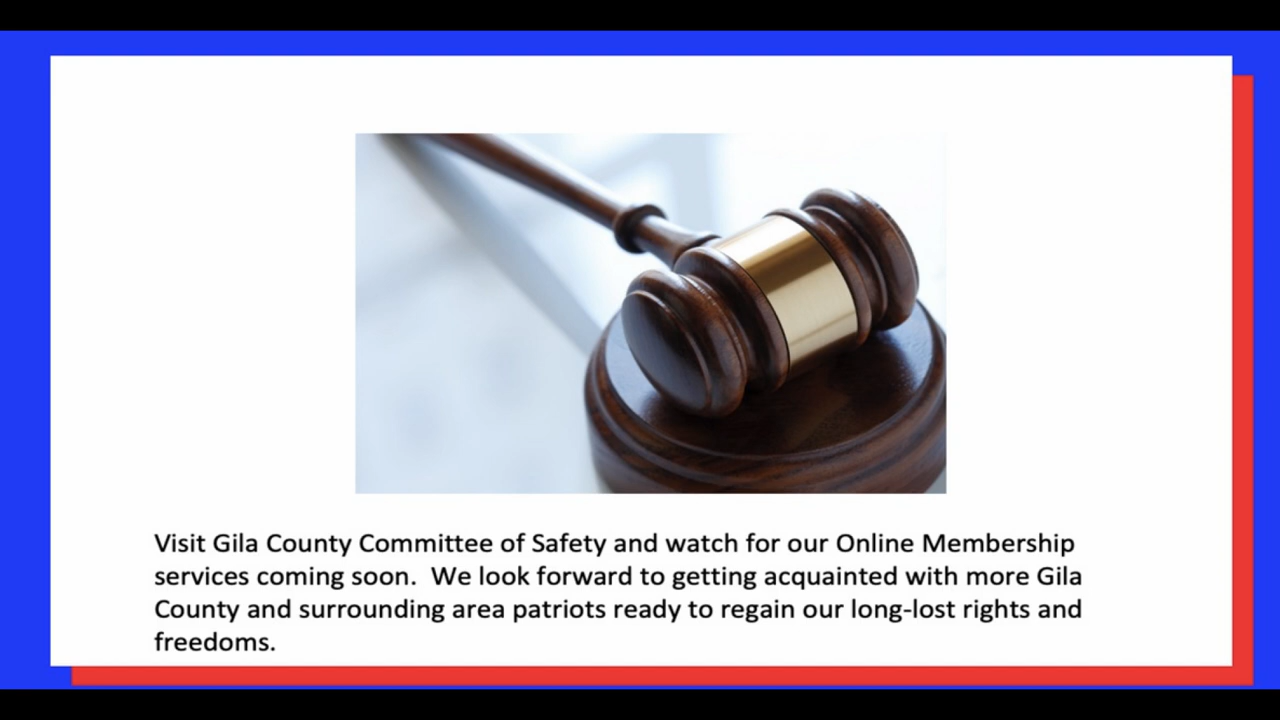 Visit Gila County Committee of Safety and watch for our Online Membership
services coming soon.  We look forward to getting acquainted with more Gila
County and surrounding area patriots ready to regain our long-lost rights and
freedoms.